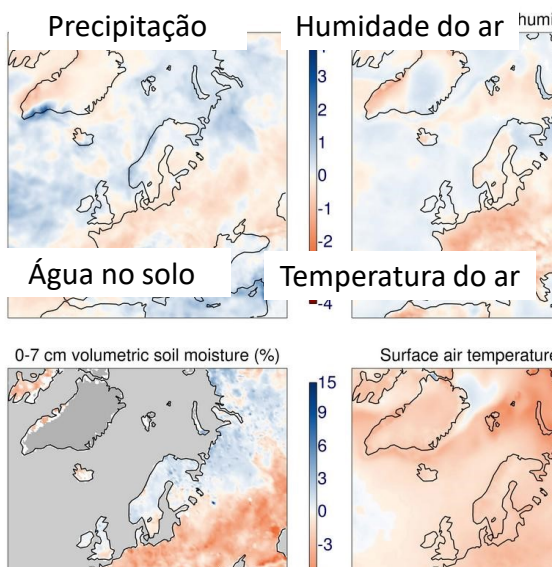 Precipitação
Humidade do ar
humi
3
2
1
0
-1
-2
Água no solo
Temperatura do ar
-4
0-7 cm volumetric soil moisture (%)
Surface air temperature
15
9
6
3
0
-3